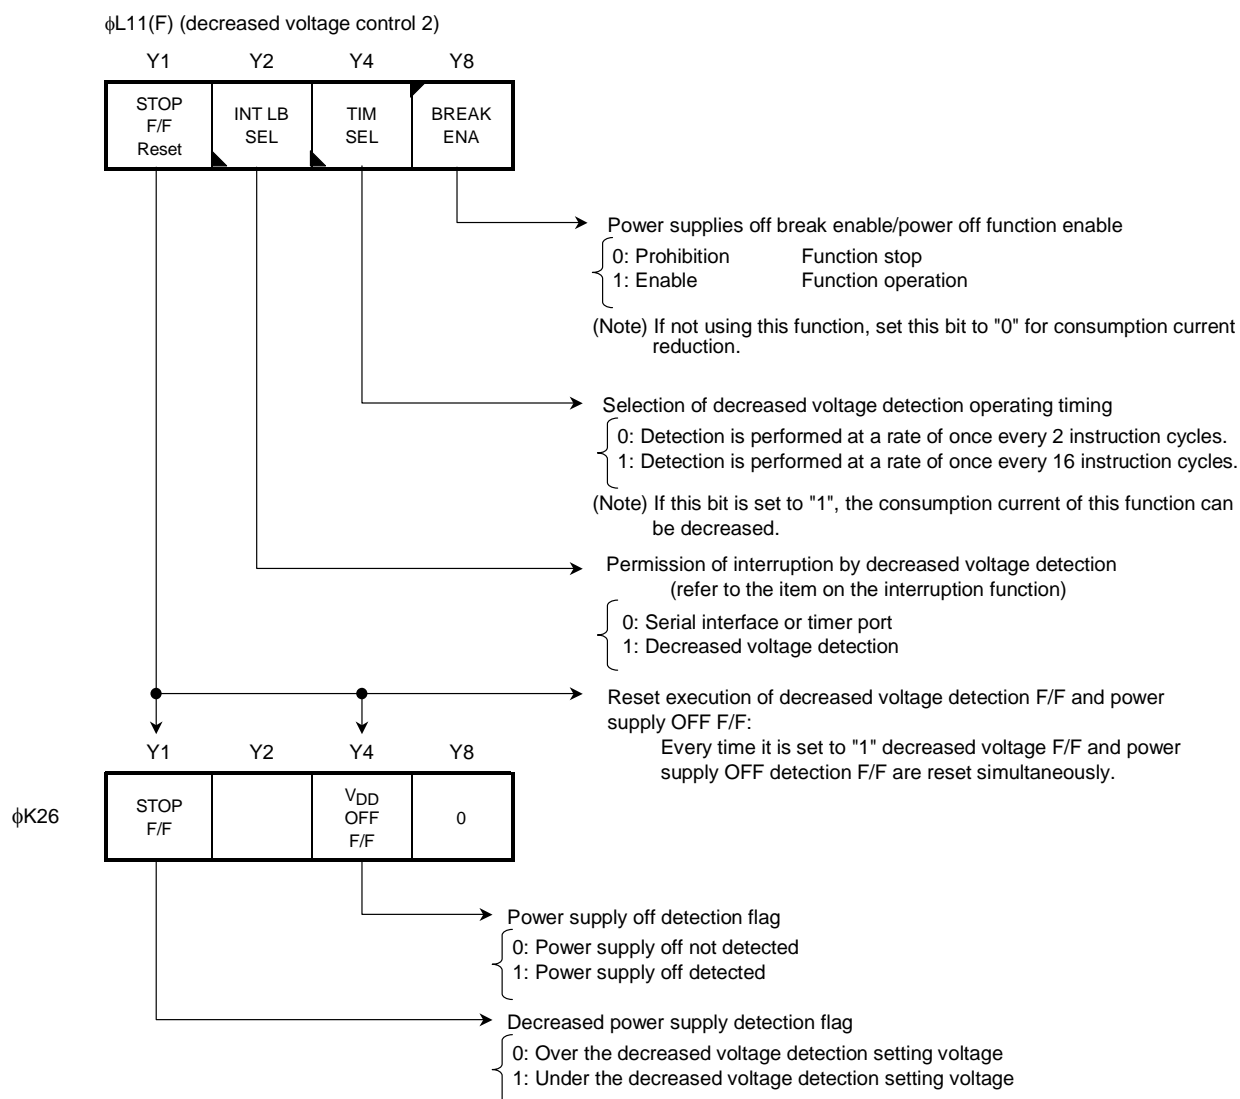 ϕL11(F) (decreased voltage control 2)
Y1 Y2 Y4 Y8
STOP F/F Reset
INT LB SEL
TIM SEL
BREAK ENA
Power supplies off break enable/power off function enable
0: Prohibition Function stop
1: Enable Function operation
(Note) If not using this function, set this bit to "0" for consumption current
reduction.
Selection of decreased voltage detection operating timing
0: Detection is performed at a rate of once every 2 instruction cycles.
1: Detection is performed at a rate of once every 16 instruction cycles.
(Note) If this bit is set to "1", the consumption current of this function can
be decreased.
Permission of interruption by decreased voltage detection
(refer to the item on the interruption function)
0: Serial interface or timer port
1: Decreased voltage detection
Reset execution of decreased voltage detection F/F and power
supply OFF F/F:
Every time it is set to "1" decreased voltage F/F and power
supply OFF detection F/F are reset simultaneously.
Y1 Y2 Y4 Y8
ϕK26
STOP F/F
VDD OFF F/F
0
Power supply off detection flag
0: Power supply off not detected
1: Power supply off detected
Decreased power supply detection flag
0: Over the decreased voltage detection setting voltage
1: Under the decreased voltage detection setting voltage